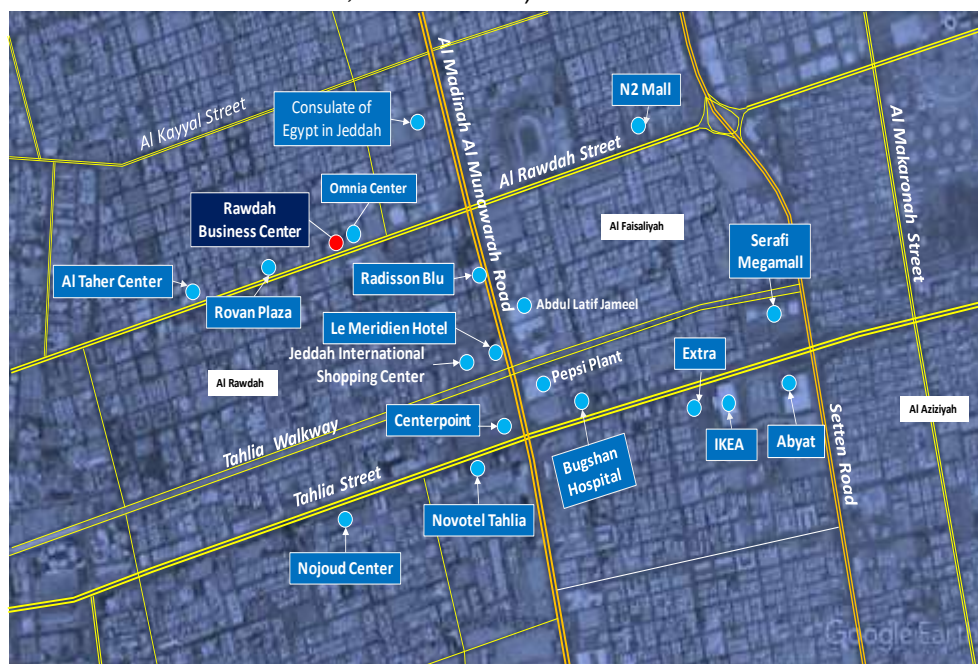 Al Kayyal Street
Consulate of
Egypt in Jeddah
Al Madinah Al Munawarah Road
N2 Mall
Al Rawdah Street
Al Makaronah Street
Omnia Center
Rawdah
Business Center
Al Faisaliyah
Serafi
Megamall
Al Taher Center
Rovan Plaza
Radisson Blu
Abdul Latif Jameel
Le Meridien Hotel
Jeddah International
Shopping Center
Al Rawdah
Pepsi Plant
Extra
Al Aziziyah
Tahlia Walkway
Centerpoint
Bugshan
Hospital
IKEA
Abyat
Setten Road
Tahlia Street
Novotel Tahlia
Nojoud Center
Google Earth